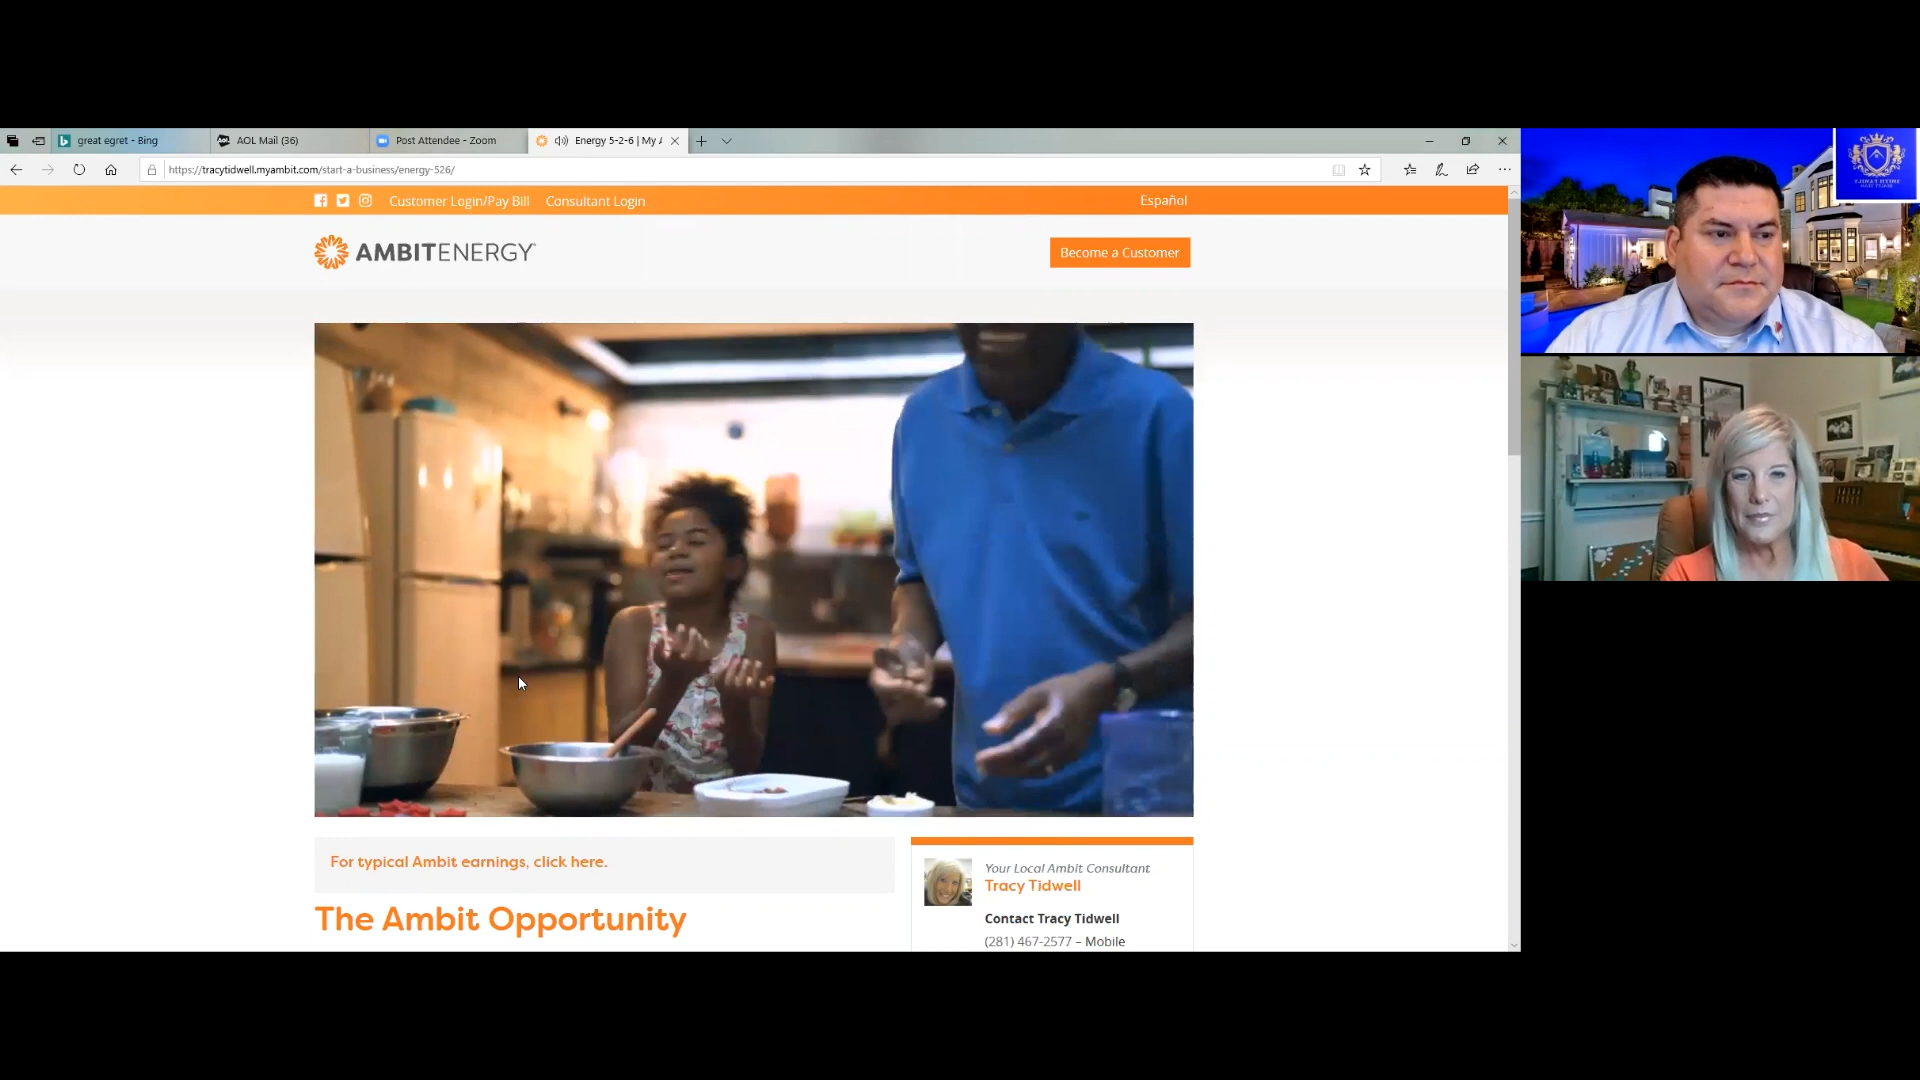 great egret - Bing
AOL Mail (36)
Post Attendee - Zoom
Energy 5-2-6 | My A
https://tracytidwell.myambit.com/start-a-business/energy-526/
Customer Login/Pay Bill
Consultant Login
Español
AMBITENERGY
Become a Customer
For typical Ambit earnings, click here.
The Ambit Opportunity
Your Local Ambit Consultant
Tracy Tidwell
Contact Tracy Tidwell
(281) 467-2577 – Mobile